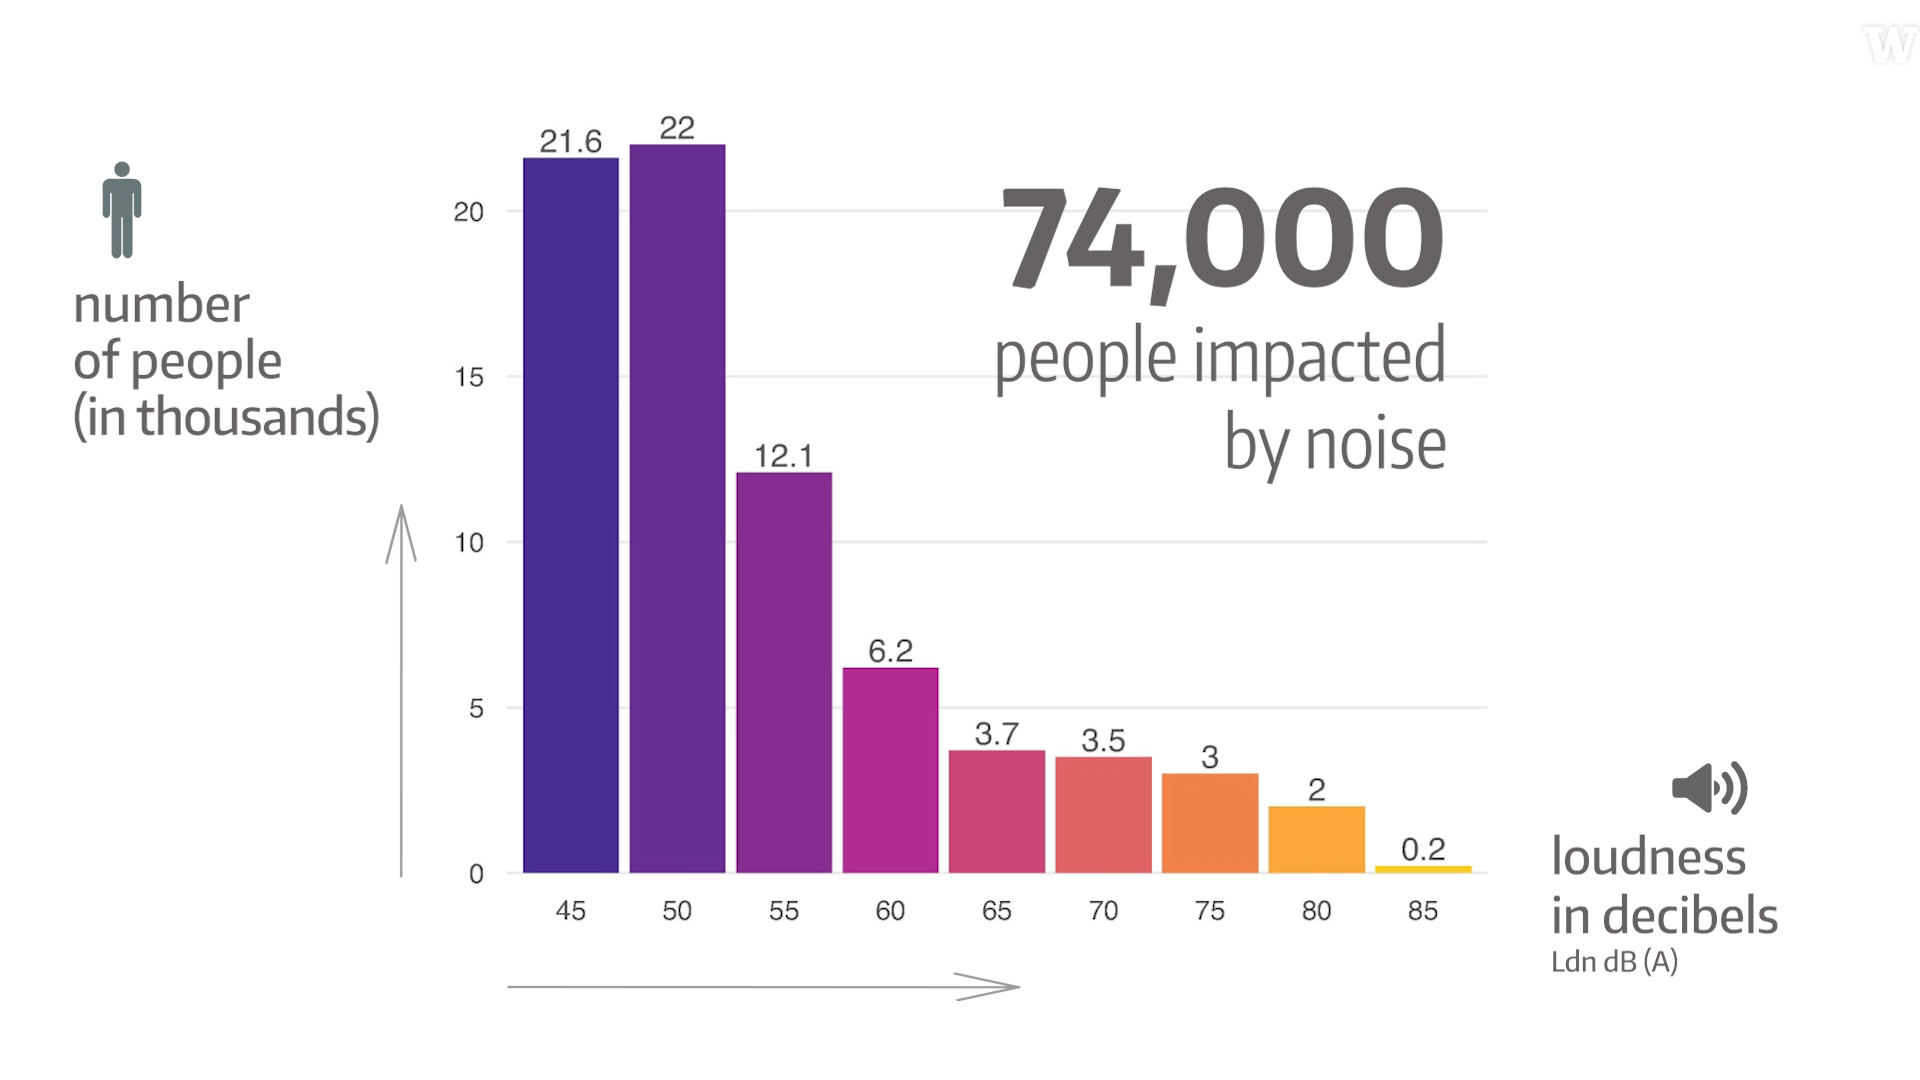 W
number
of people
(in thousands)
74,000
people impacted
by noise
20
15
10
5
0
21.6
22
12.1
6.2
3.7
3.5
3
2
0.2
45 50 55 60 65 70 75 80 85
loudness
in decibels
Ldn dB (A)